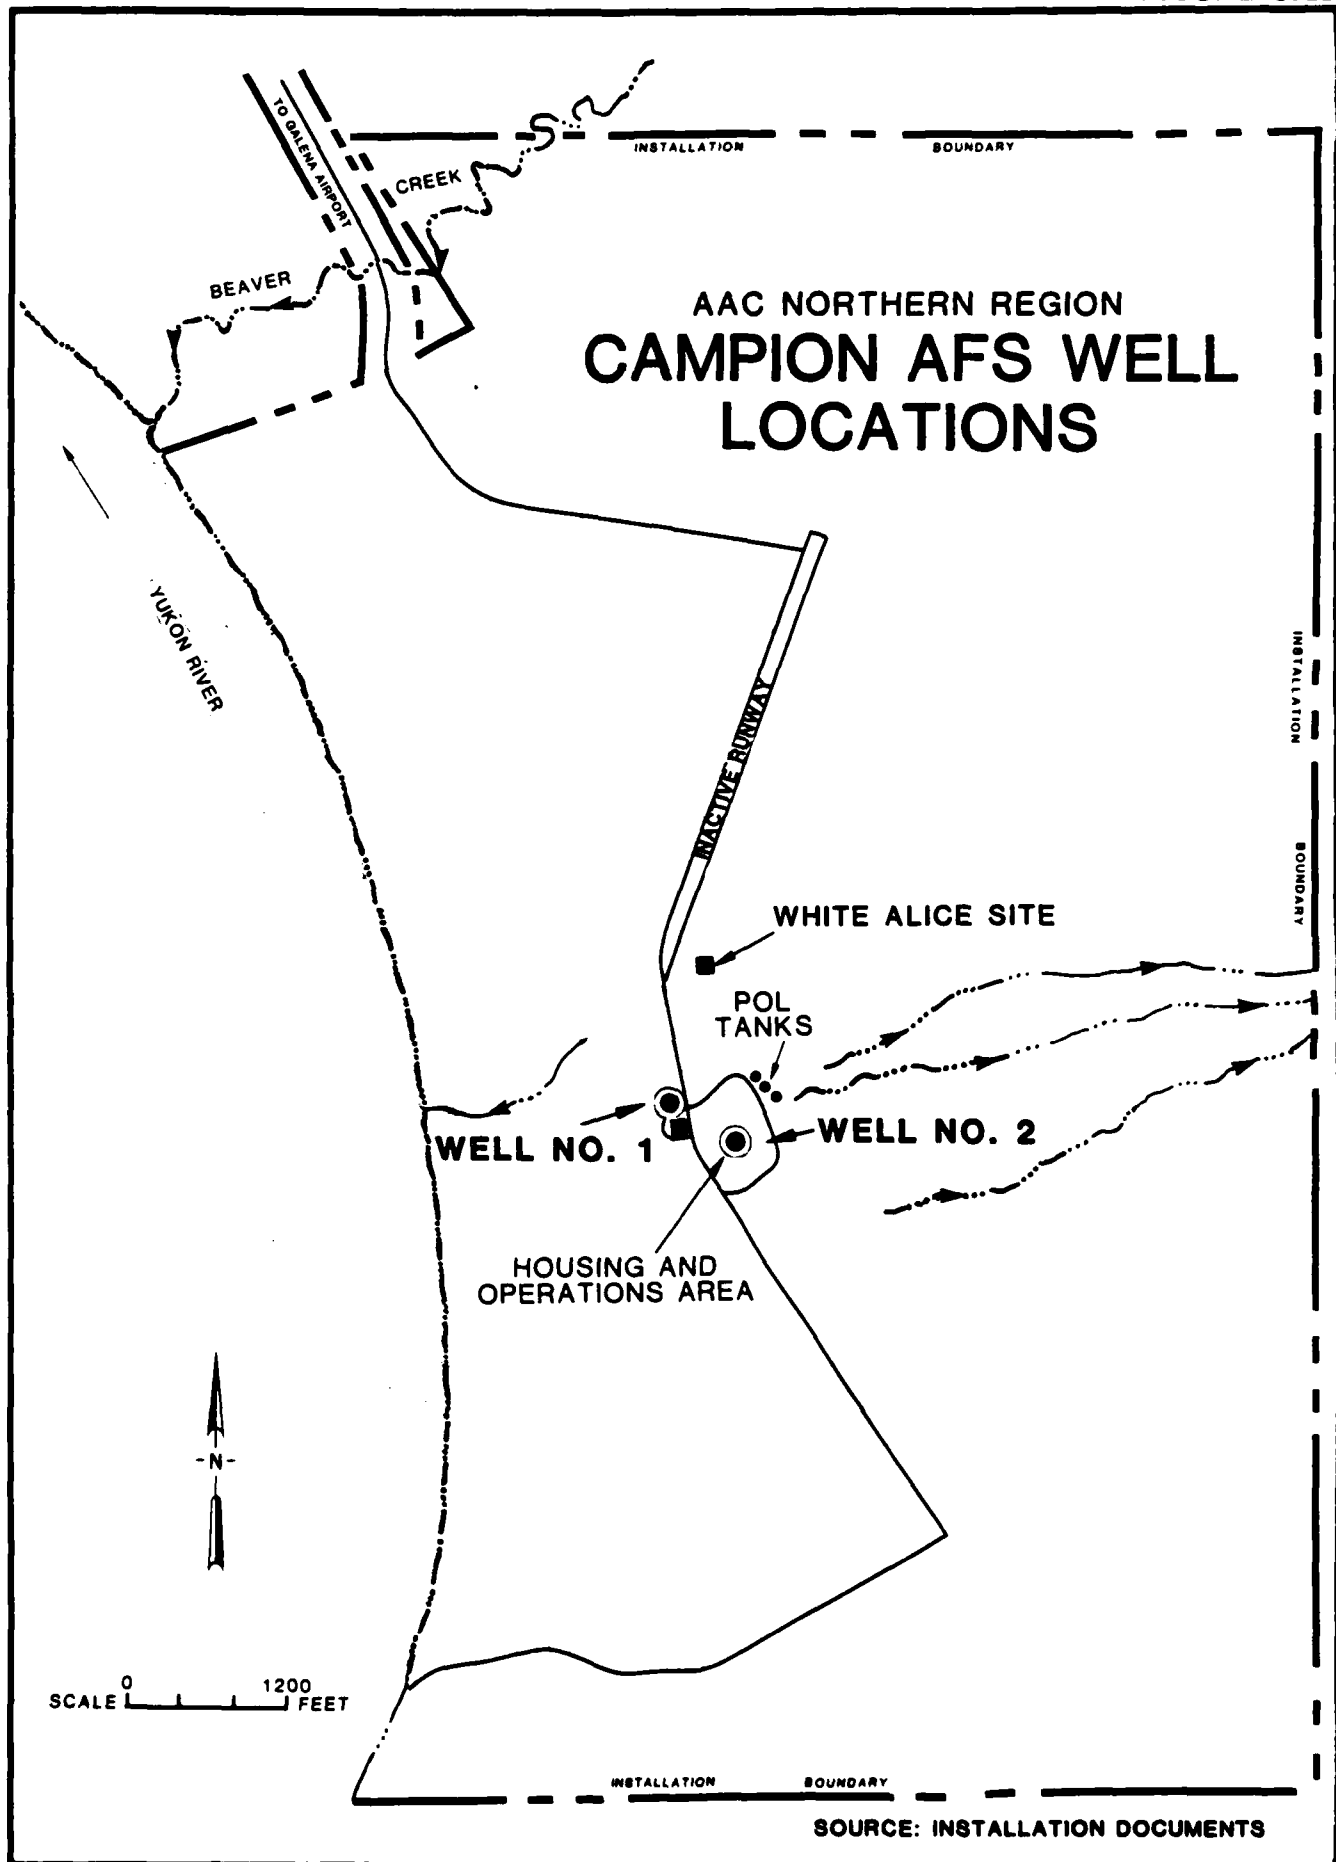 INSTALLATION BOUNDARY
TO GALENA AIRPORT
CREEK
BEAVER
AAC NORTHERN REGION
CAMPION AFS WELL
LOCATIONS
YUKON RIVER
INSTALLATION
BOUNDARY
INACTIVE RUNWAY
WHITE ALICE SITE
POL
TANKS
WELL NO. 1
WELL NO. 2
HOUSING AND
OPERATIONS AREA
-N-
0 1200
SCALE FEET
INSTALLATION BOUNDARY
SOURCE: INSTALLATION DOCUMENTS